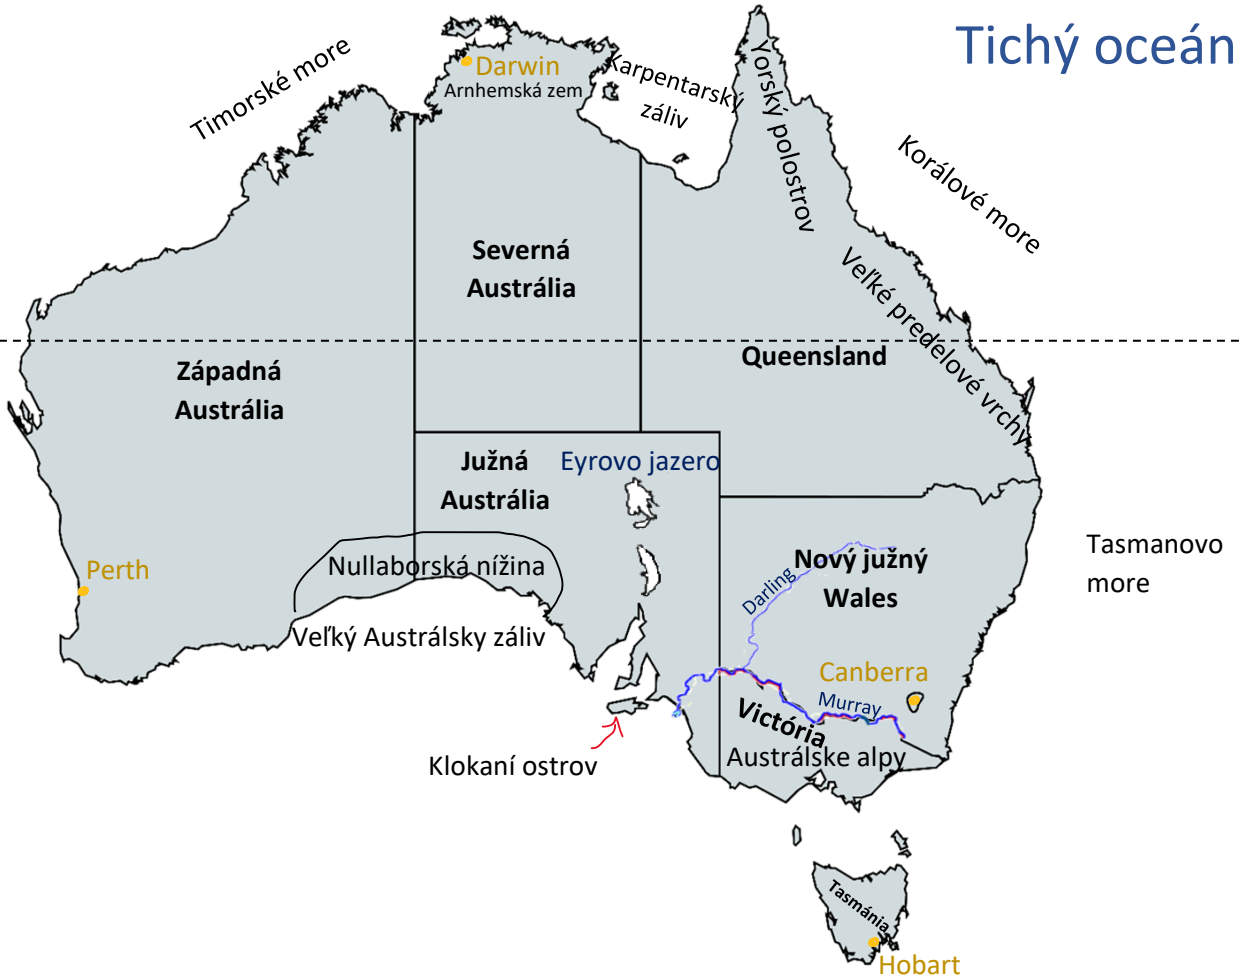 Tichý oceán
Timorské more
Darwin
Arnhemská zem
Karpentarský
záliv
Yorský polostrov
Korálové more
Severná
Austrália
Veľké predelové vrchy
Západná
Austrália
Queensland
Južná
Austrália
Eyrovo jazero
Perth
Nullaborská nížina
Veľký Austrálsky záliv
Darling
Nový južný
Wales
Tasmanovo
more
Canberra
Murray
Victória
Austrálske alpy
Klokaní ostrov
Tasmánia
Hobart